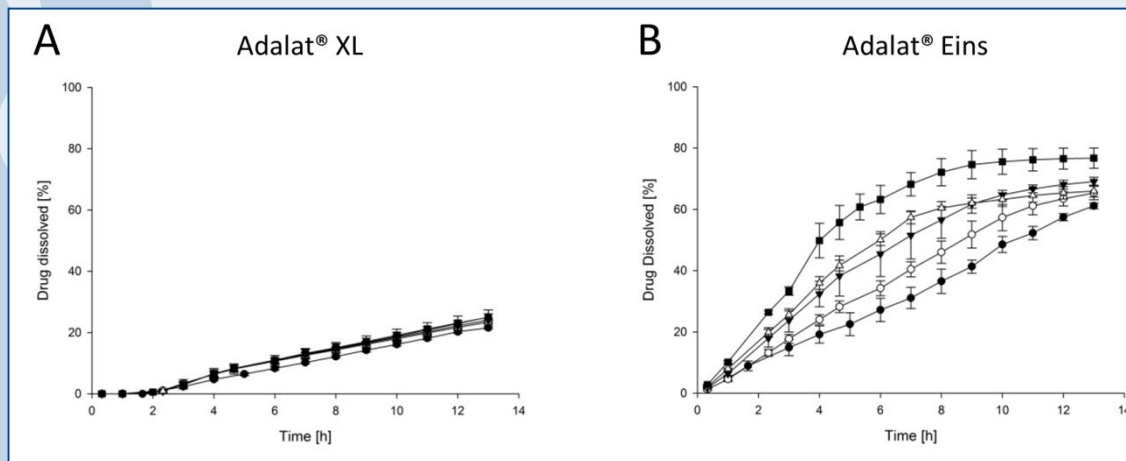 A
Adalat® XL
100
80
60
40
20
0
Drug dissolved [%]
0 2 4 6 8 10 12 14
Time [h]
B
Adalat® Eins
100
80
60
40
20
0
Drug Dissolved [%]
0 2 4 6 8 10 12 14
Time [h]